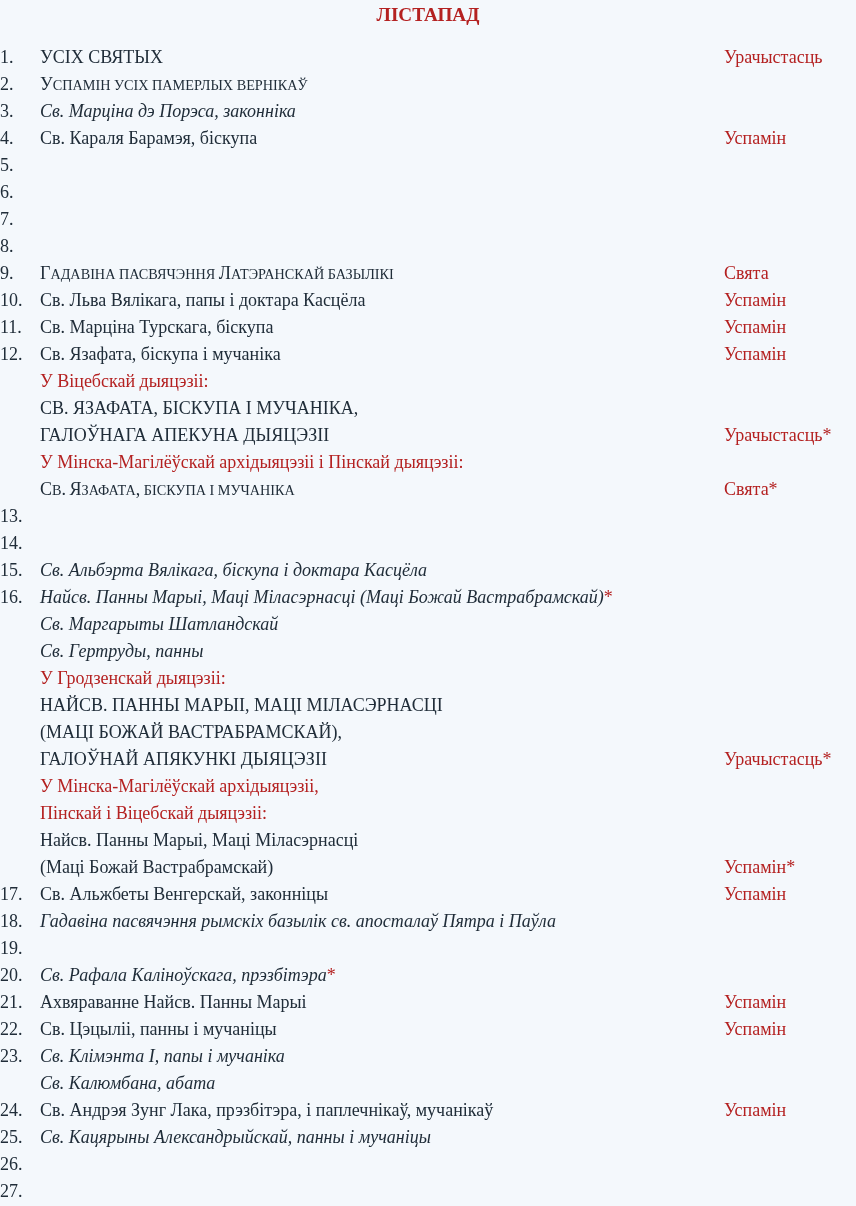 ЛІСТАПАД
1. УСІХ СВЯТЫХ Урачыстасць
2. Успамін усіх памерлых вернікаў
3. Св. Марціна дэ Порэса, законніка
4. Св. Караля Барамэя, біскупа Успамін
5.
6.
7.
8.
9. Гадавіна пасвячэння Латэранскай базылікі Свята
10. Св. Льва Вялікага, папы і доктара Касцёла Успамін
11. Св. Марціна Турскага, біскупа Успамін
12. Св. Язафата, біскупа і мучаніка Успамін
У Віцебскай дыяцэзіі:
СВ. ЯЗАФАТА, БІСКУПА І МУЧАНІКА,
ГАЛОЎНАГА АПЕКУНА ДЫЯЦЭЗІІ Урачыстасць*
У Мінска-Магілёўскай архідыяцэзіі і Пінскай дыяцэзіі:
Св. Язафата, біскупа і мучаніка Свята*
13.
14.
15. Св. Альбэрта Вялікага, біскупа і доктара Касцёла
16. Найсв. Панны Марыі, Маці Міласэрнасці (Маці Божай Вастрабрамскай)*
Св. Маргарыты Шатландскай
Св. Гертруды, панны
У Гродзенскай дыяцэзіі:
НАЙСВ. ПАННЫ МАРЫІ, МАЦІ МІЛАСЭРНАСЦІ
(МАЦІ БОЖАЙ ВАСТРАБРАМСКАЙ),
ГАЛОЎНАЙ АПЯКУНКІ ДЫЯЦЭЗІІ Урачыстасць*
У Мінска-Магілёўскай архідыяцэзіі,
Пінскай і Віцебскай дыяцэзіі:
Найсв. Панны Марыі, Маці Міласэрнасці
(Маці Божай Вастрабрамскай) Успамін*
17. Св. Альжбеты Венгерскай, законніцы Успамін
18. Гадавіна пасвячэння рымскіх базылік св. апосталаў Пятра і Паўла
19.
20. Св. Рафала Каліноўскага, прэзбітэра*
21. Ахвяраванне Найсв. Панны Марыі Успамін
22. Св. Цэцыліі, панны і мучаніцы Успамін
23. Св. Клімэнта І, папы і мучаніка
Св. Калюмбана, абата
24. Св. Андрэя Зунг Лака, прэзбітэра, і паплечнікаў, мучанікаў Успамін
25. Св. Кацярыны Александрыйскай, панны і мучаніцы
26.
27.